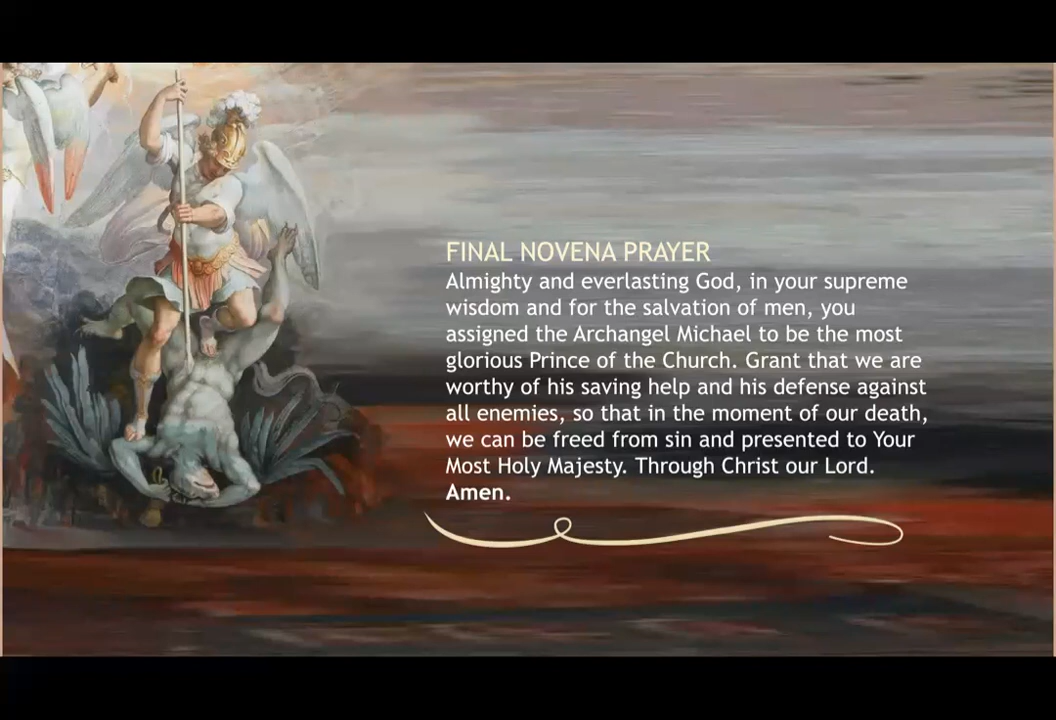 FINAL NOVENA PRAYER
Almighty and everlasting God, in your supreme
wisdom and for the salvation of men, you
assigned the Archangel Michael to be the most
glorious Prince of the Church. Grant that we are
worthy of his saving help and his defense against
all enemies, so that in the moment of our death,
we can be freed from sin and presented to Your
Most Holy Majesty. Through Christ our Lord.
Amen.